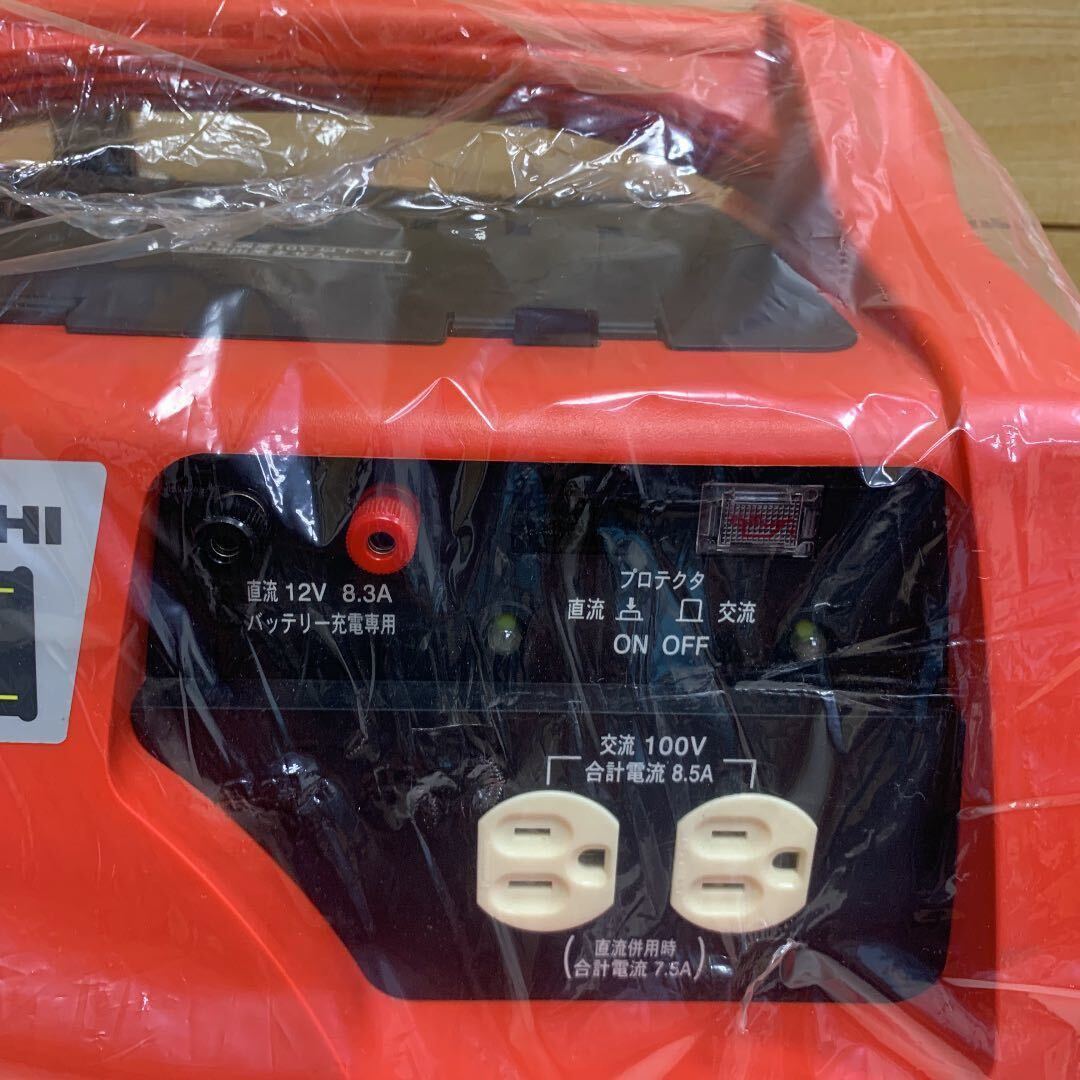 HI
直流 12V 8.3A
バッテリー充電専用
プロテクタ
直流 交流
ON OFF
交流 100V
合計電流 8.5A
(直流併用時
合計電流 7.5A)